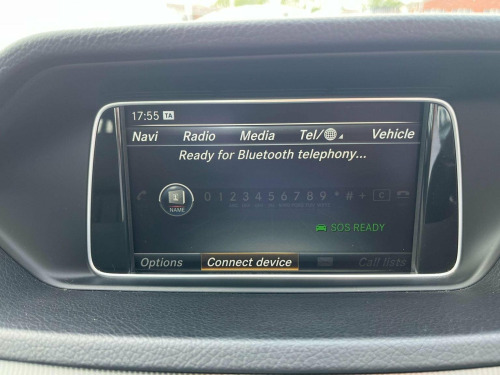 17:55 TA
Navi Radio Media Tel/ Vehicle
Ready for Bluetooth telephony...
0 1 2 3 4 5 6 7 8 9 * # + C
NAME
SOS READY
Options Connect device Call lists